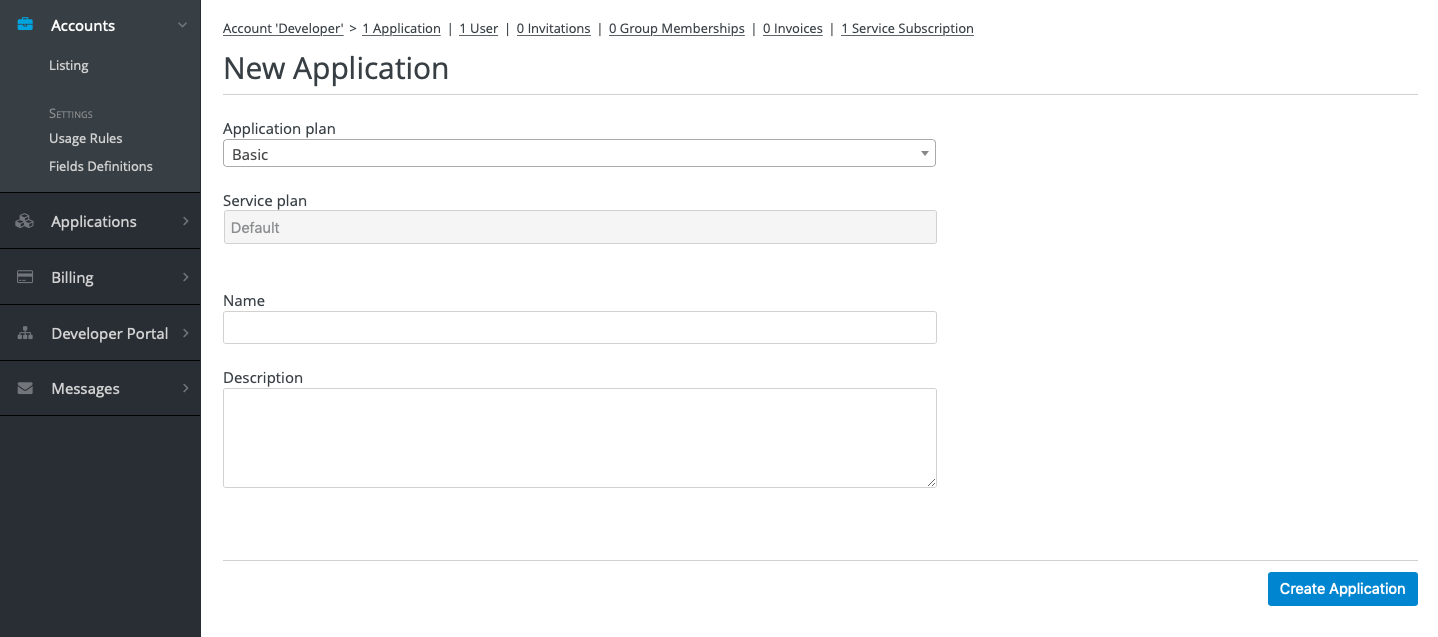 Accounts
Listing
Settings
Usage Rules
Fields Definitions
Applications
Billing
Developer Portal
Messages
Account 'Developer' > 1 Application | 1 User | 0 Invitations | 0 Group Memberships | 0 Invoices | 1 Service Subscription
New Application
Application plan
Basic
Service plan
Default
Name
Description
Create Application